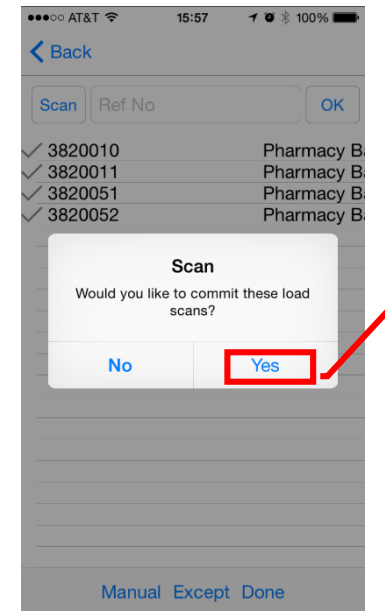 AT&T 15:57 100%
Back
Scan Ref No OK
3820010 Pharmacy
3820011 Pharmacy
3820051 Pharmacy
3820052 Pharmacy
Scan
Would you like to commit these load
scans?
No Yes
Manual Except Done